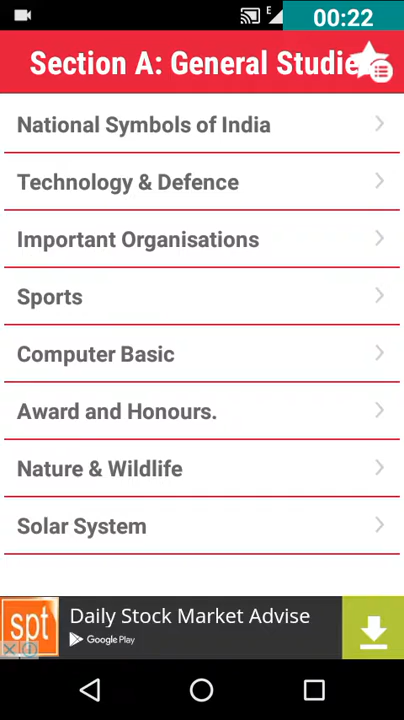 E
00:22
Section A: General Studie
National Symbols of India
Technology & Defence
Important Organisations
Sports
Computer Basic
Award and Honours.
Nature & Wildlife
Solar System
spt
Daily Stock Market Advise
Google Play